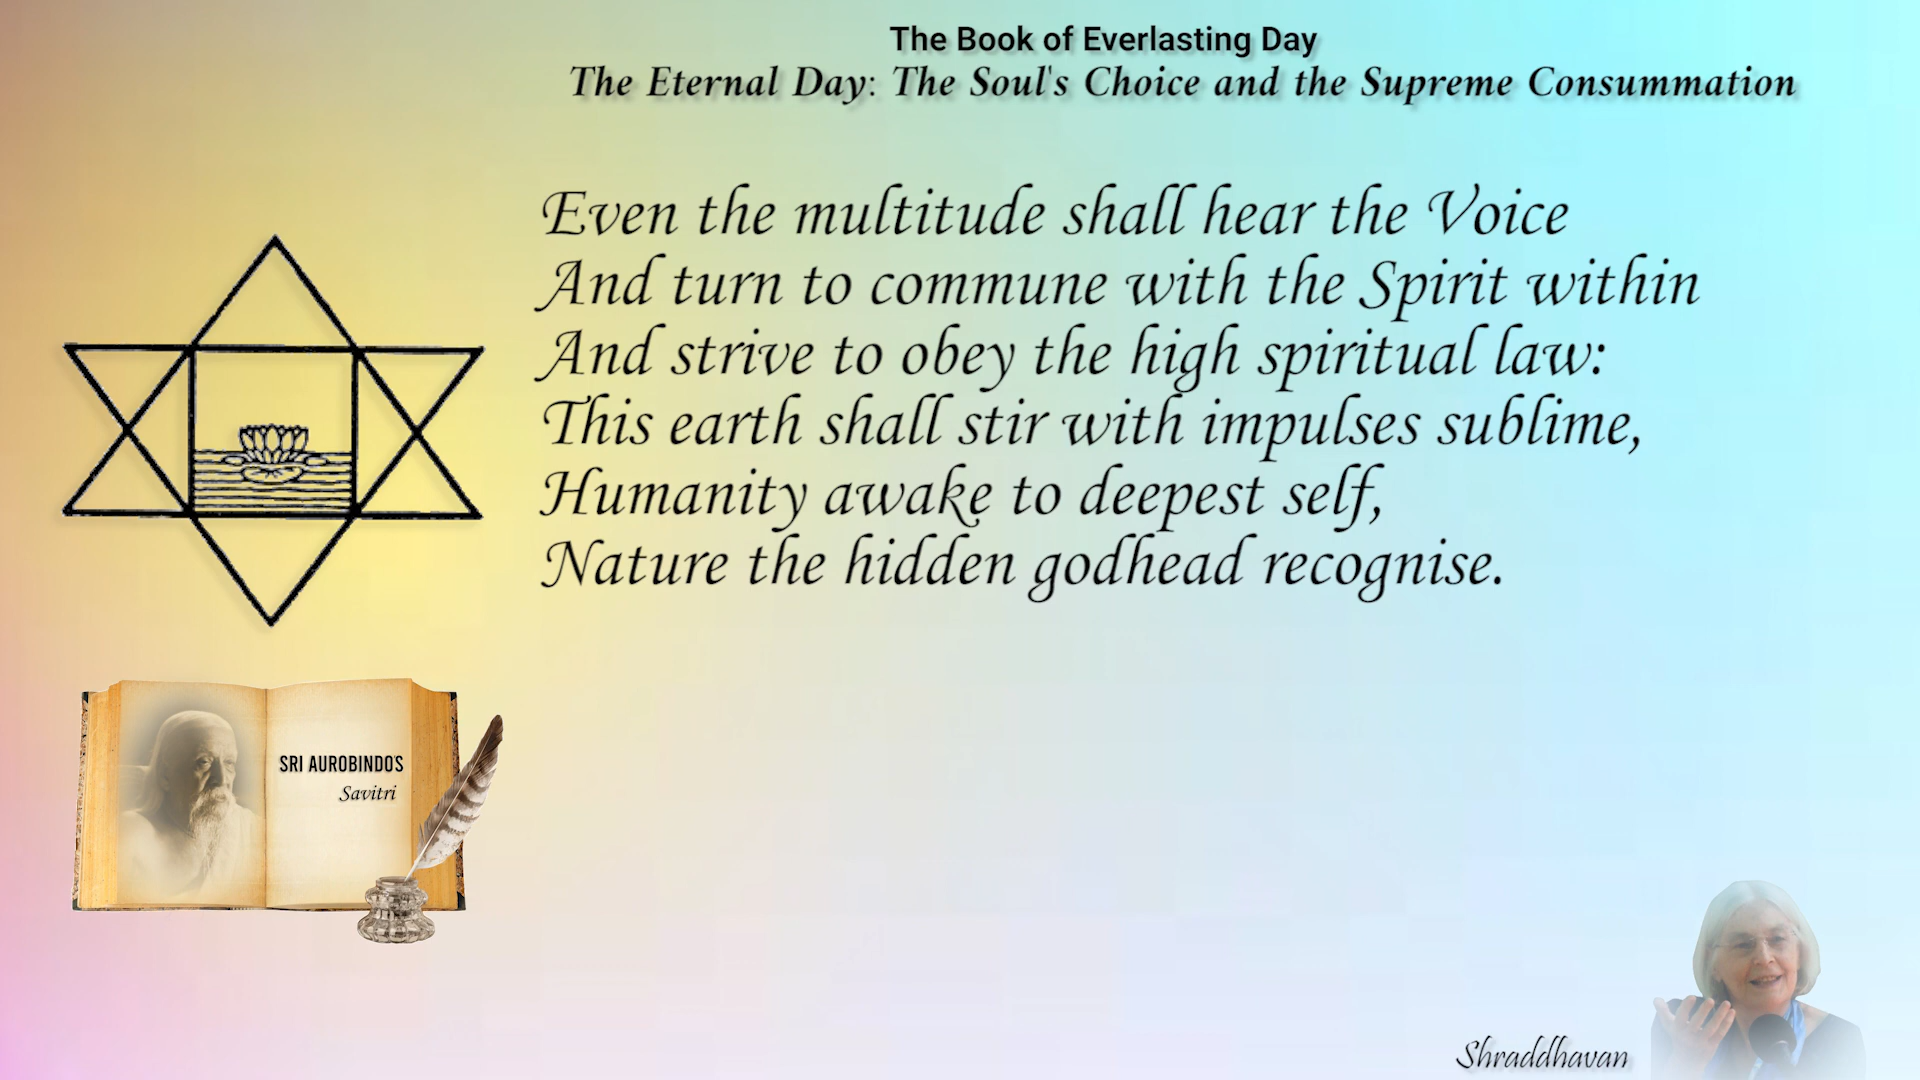 The Book of Everlasting Day
The Eternal Day: The Soul's Choice and the Supreme Consummation
Even the multitude shall hear the Voice
And turn to commune with the Spirit within
And strive to obey the high spiritual law:
This earth shall stir with impulses sublime,
Humanity awake to deepest self,
Nature the hidden godhead recognise.
SRI AUROBINDO'S
Savitri
Shraddhavan